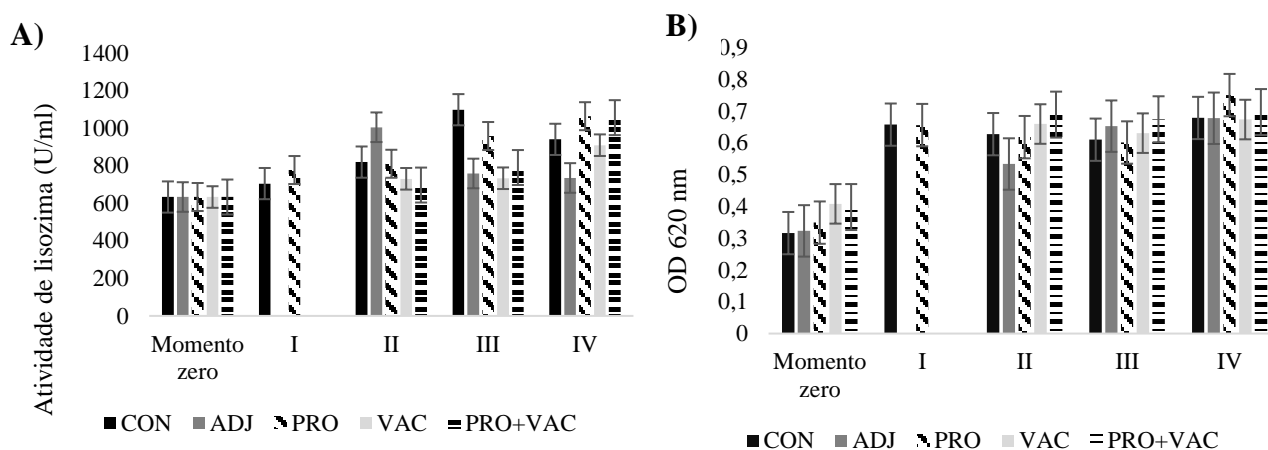 A)
Atividade de lisozima (U/ml)
1400
1200
1000
800
600
400
200
0
Momento zero
I
II
III
IV
CON ADJ PRO VAC PRO+VAC
B)
OD 620 nm
0,9
0,8
0,7
0,6
0,5
0,4
0,3
0,2
0,1
0
Momento zero
I
II
III
IV
CON ADJ PRO VAC PRO+VAC